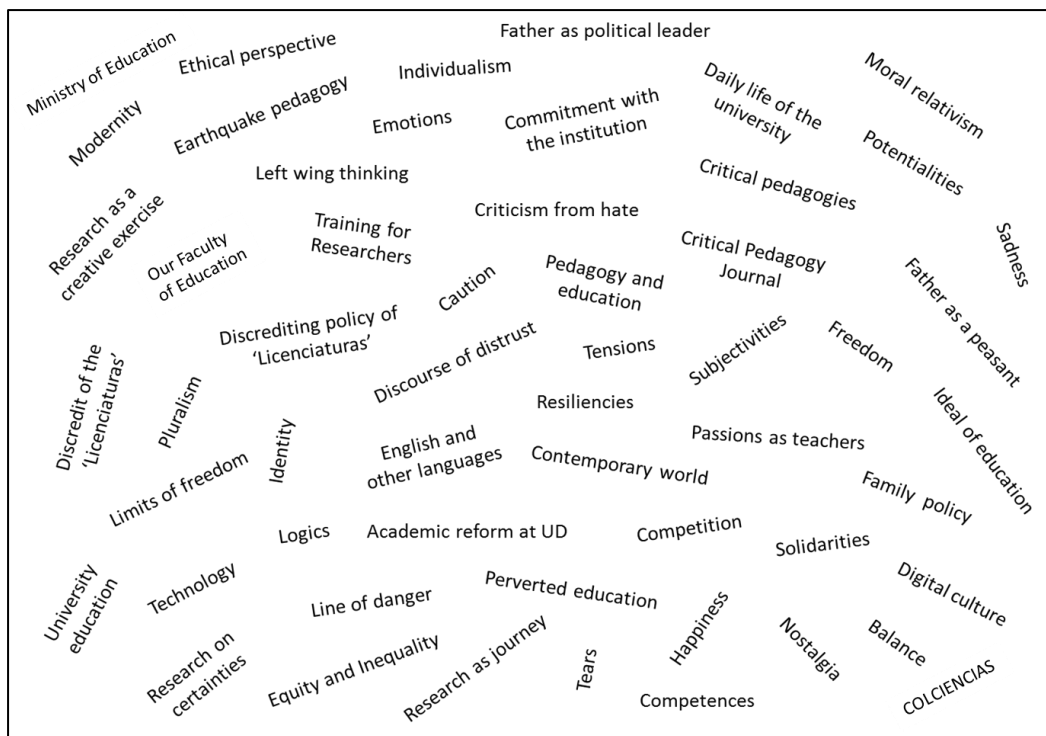 Father as political leader
Ministry of Education
Ethical perspective
Individualism
Daily life of the
university
Moral relativism
Modernity
Earthquake pedagogy
Emotions
Commitment with
the institution
Potentialities
Left wing thinking
Critical pedagogies
Research as a
creative exercise
Our Faculty
of Education
Training for
Researchers
Criticism from hate
Critical Pedagogy
Journal
Sadness
Caution
Pedagogy and
education
Father as a peasant
Discrediting policy of
‘Licenciaturas’
Discourse of distrust
Tensions
Subjectivities
Freedom
Discredit of the
‘Licenciaturas’
Pluralism
Identity
Resiliencies
Ideal of education
English and
other languages
Contemporary world
Passions as teachers
Limits of freedom
Family policy
Logics
Academic reform at UD
Competition
Solidarities
University
education
Technology
Line of danger
Perverted education
Happiness
Digital culture
Research on
certainties
Equity and Inequality
Research as journey
Tears
Nostalgia
Balance
Competences
COLCIENCIAS